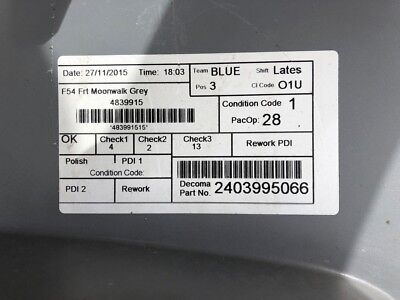 Date: 27/11/2015 Time: 18:03 Team BLUE Shift Lates
Pos 3 Cl Code O1U
F54 Frt Moonwalk Grey
4839915
*483991515*
Condition Code 1
PacOp: 28
OK Check1 4 Check2 2 Check3 13 Rework PDI
Polish PDI 1
Condition Code:
PDI 2 Rework Decoma Part No. 2403995066